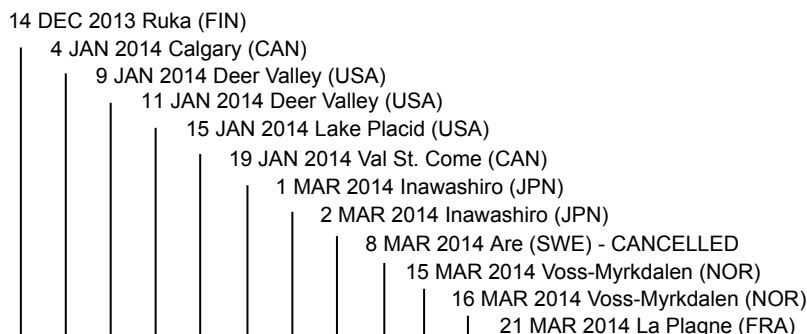 14 DEC 2013 Ruka (FIN)
4 JAN 2014 Calgary (CAN)
9 JAN 2014 Deer Valley (USA)
11 JAN 2014 Deer Valley (USA)
15 JAN 2014 Lake Placid (USA)
19 JAN 2014 Val St. Come (CAN)
1 MAR 2014 Inawashiro (JPN)
2 MAR 2014 Inawashiro (JPN)
8 MAR 2014 Are (SWE) - CANCELLED
15 MAR 2014 Voss-Myrkdalen (NOR)
16 MAR 2014 Voss-Myrkdalen (NOR)
21 MAR 2014 La Plagne (FRA)